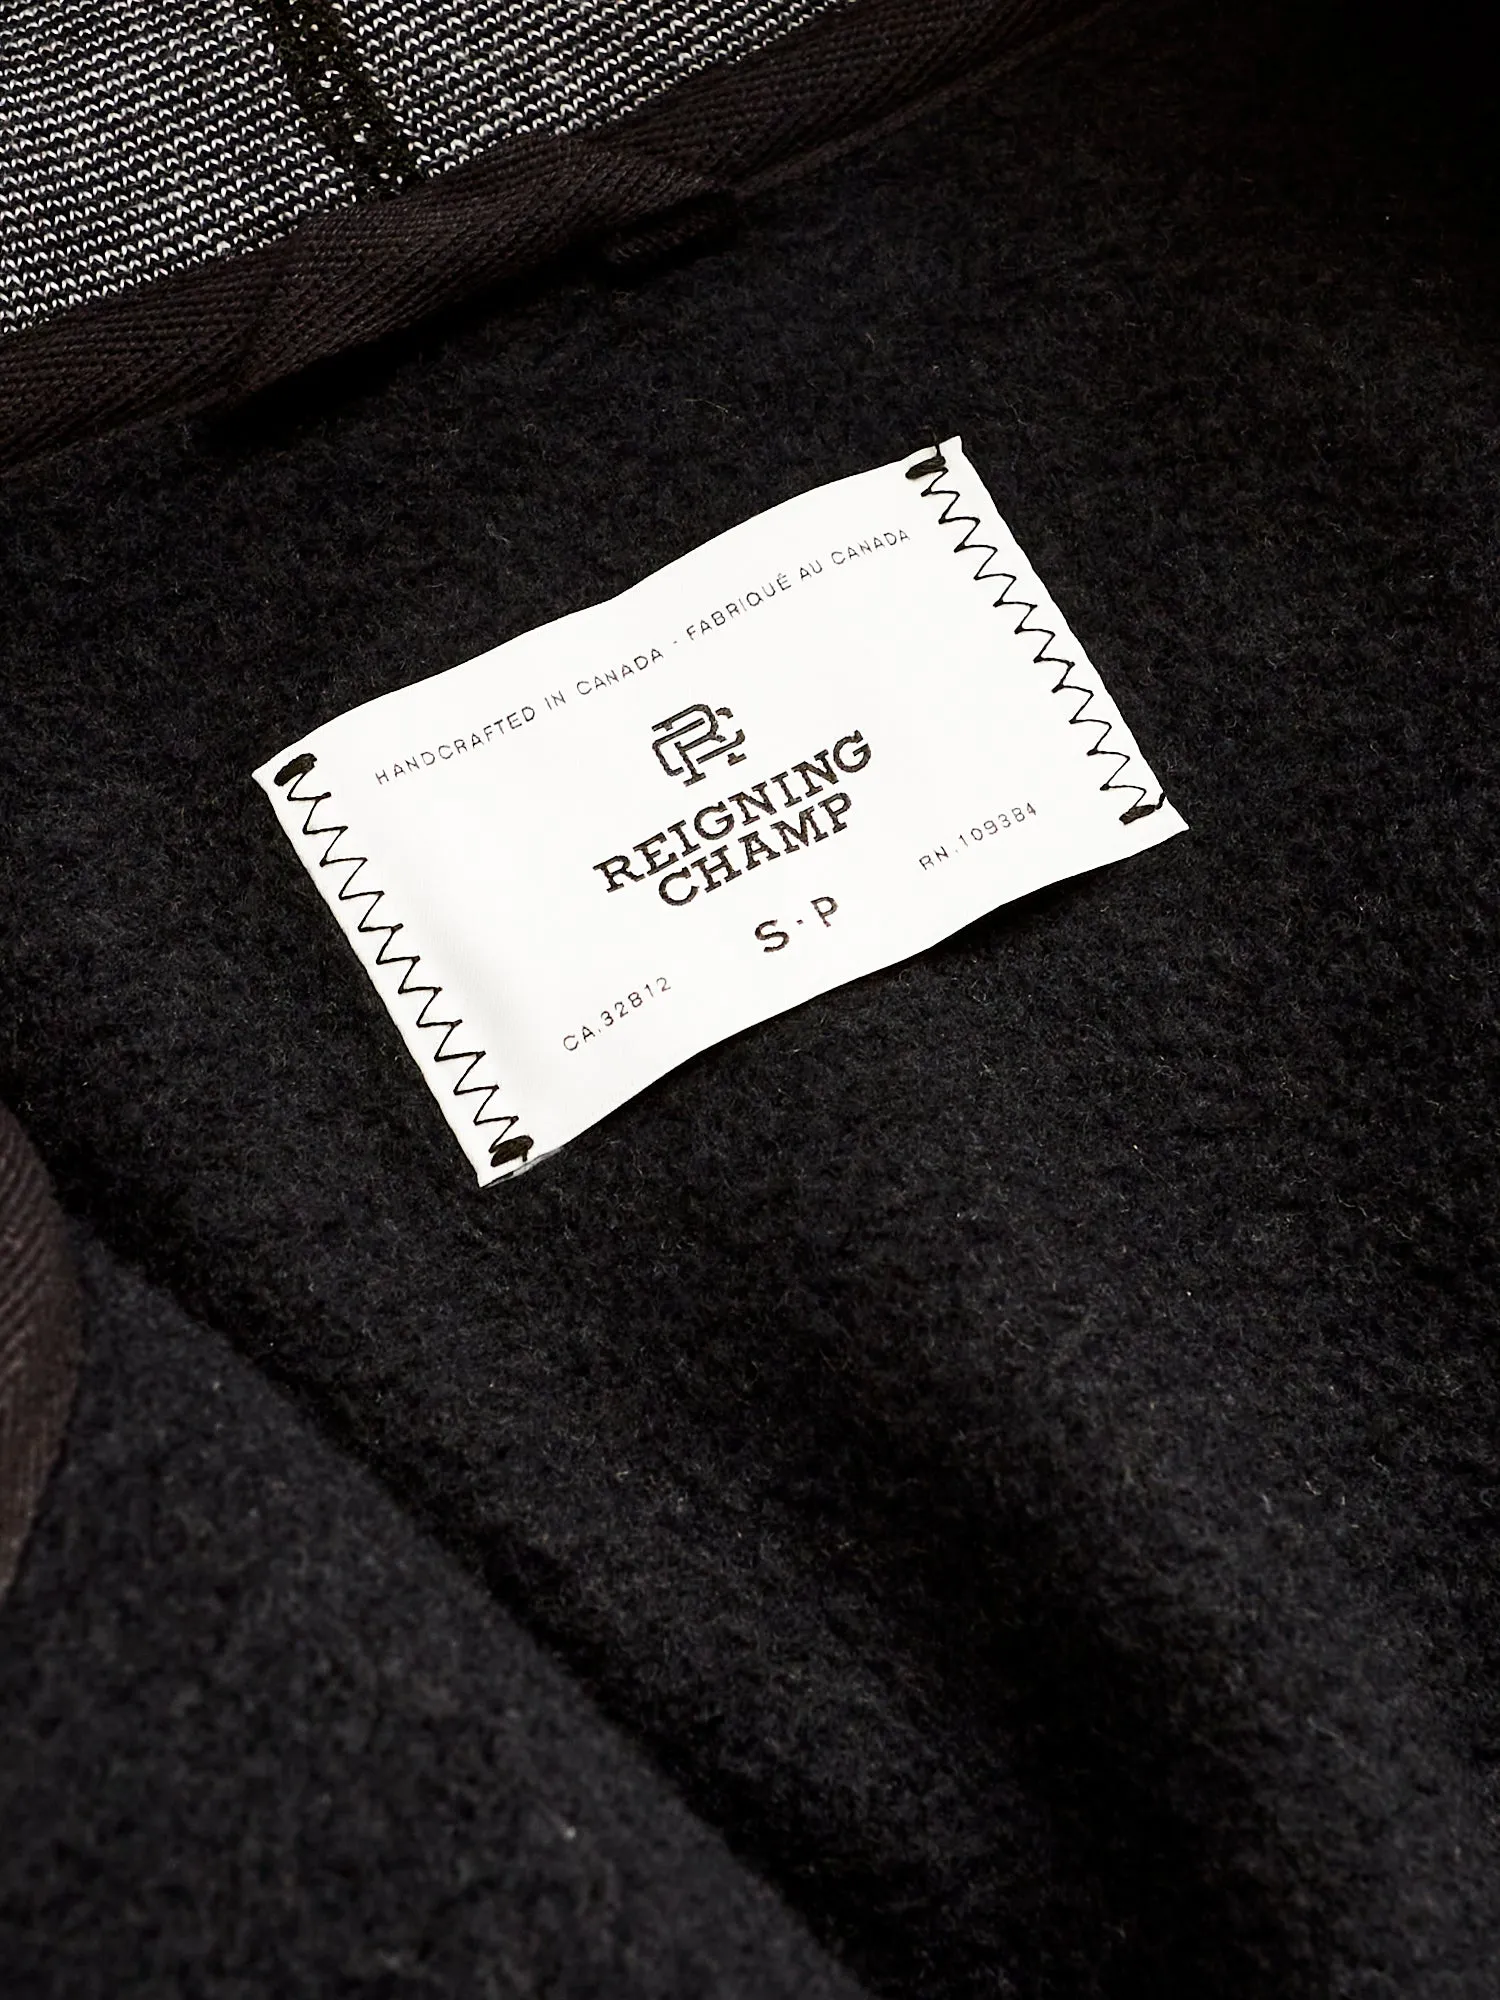 HANDCRAFTED IN CANADA - FABRIQUÉ AU CANADA
RC
REIGNING
CHAMP
S - P
CA.32812
RN.109384